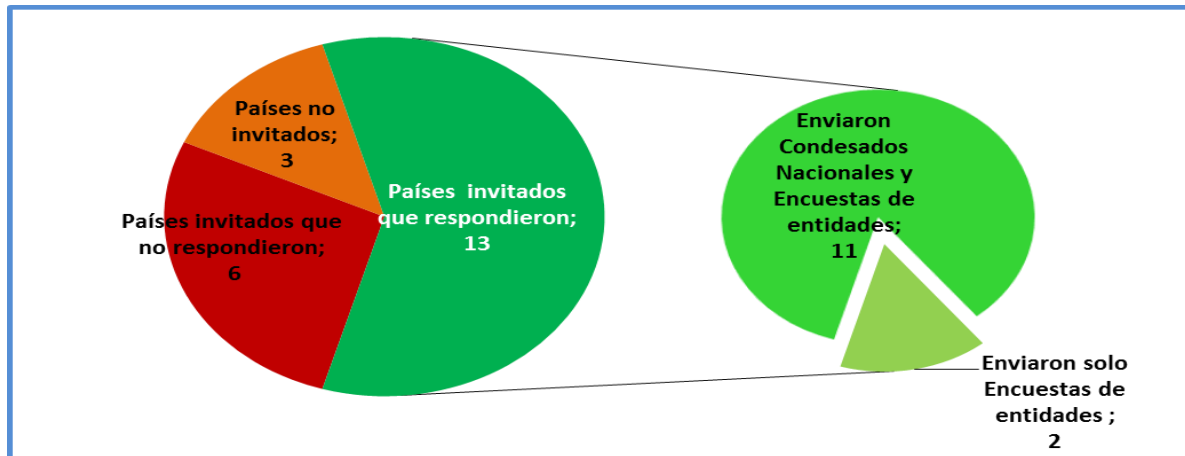 Países no
invitados;
3
Países invitados que
no respondieron;
6
Países  invitados
que respondieron;
13
Enviaron
Condesados
Nacionales y
Encuestas de
entidades;
11
Enviaron solo
Encuestas de
entidades ;
2